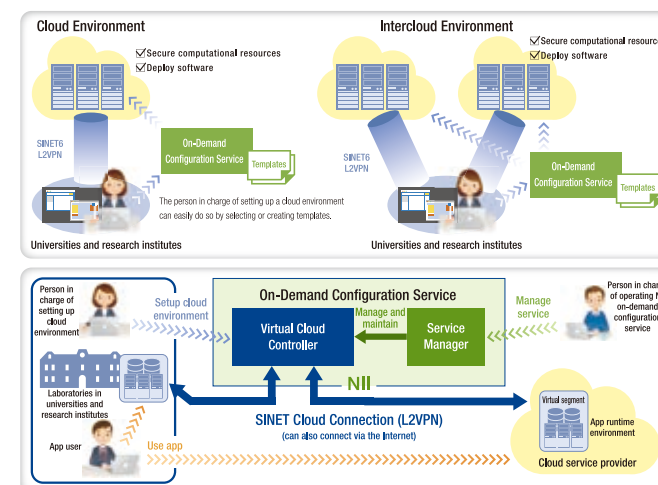 Cloud Environment
☑Secure computational resources
☑Deploy software
SINET6
L2VPN
On-Demand
Configuration Service
Templates
The person in charge of setting up a cloud environment
can easily do so by selecting or creating templates.
Universities and research institutes
Intercloud Environment
☑Secure computational resourc
☑Deploy software
SINET6
L2VPN
On-Demand
Configuration Service
Templates
Universities and research institutes
Person in
charge of
setting up
cloud
environment
Setup cloud
environment
On-Demand Configuration Service
Virtual Cloud
Controller
Manage and
maintain
Service
Manager
Manage
service
Person in char
of operating N
on-demand
configuration
service
NII
Laboratories in
universities and
research institutes
SINET Cloud Connection (L2VPN)
(can also connect via the Internet)
App user
Use app
Virtual segment
App runtime
environment
Cloud service provider